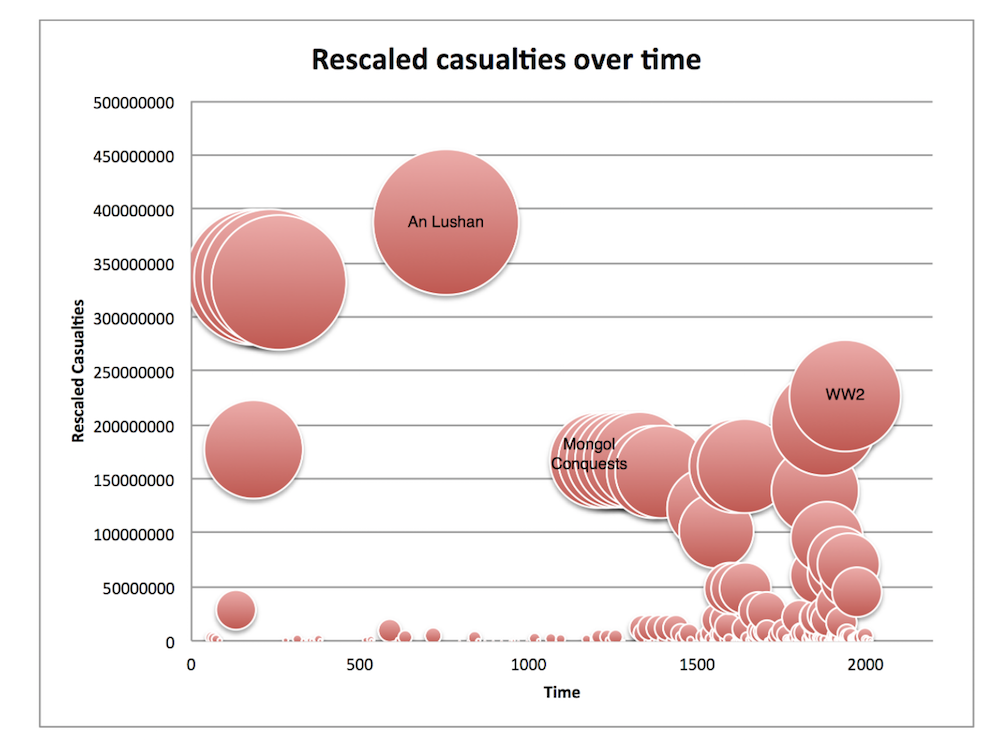 Rescaled casualties over time
500000000
450000000
400000000
350000000
300000000
250000000
200000000
150000000
100000000
50000000
0
Rescaled Casualties
An Lushan
WW2
Mongol
Conquests
0 500 1000 1500 2000
Time